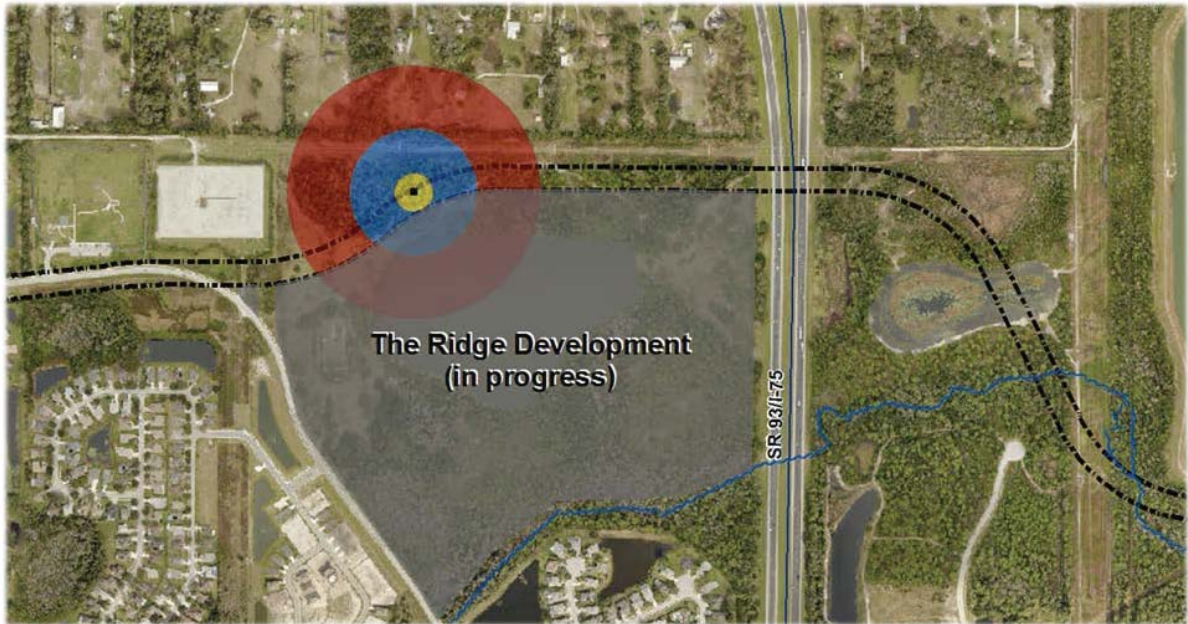 The Ridge Development
(in progress)
SR 93/I-75